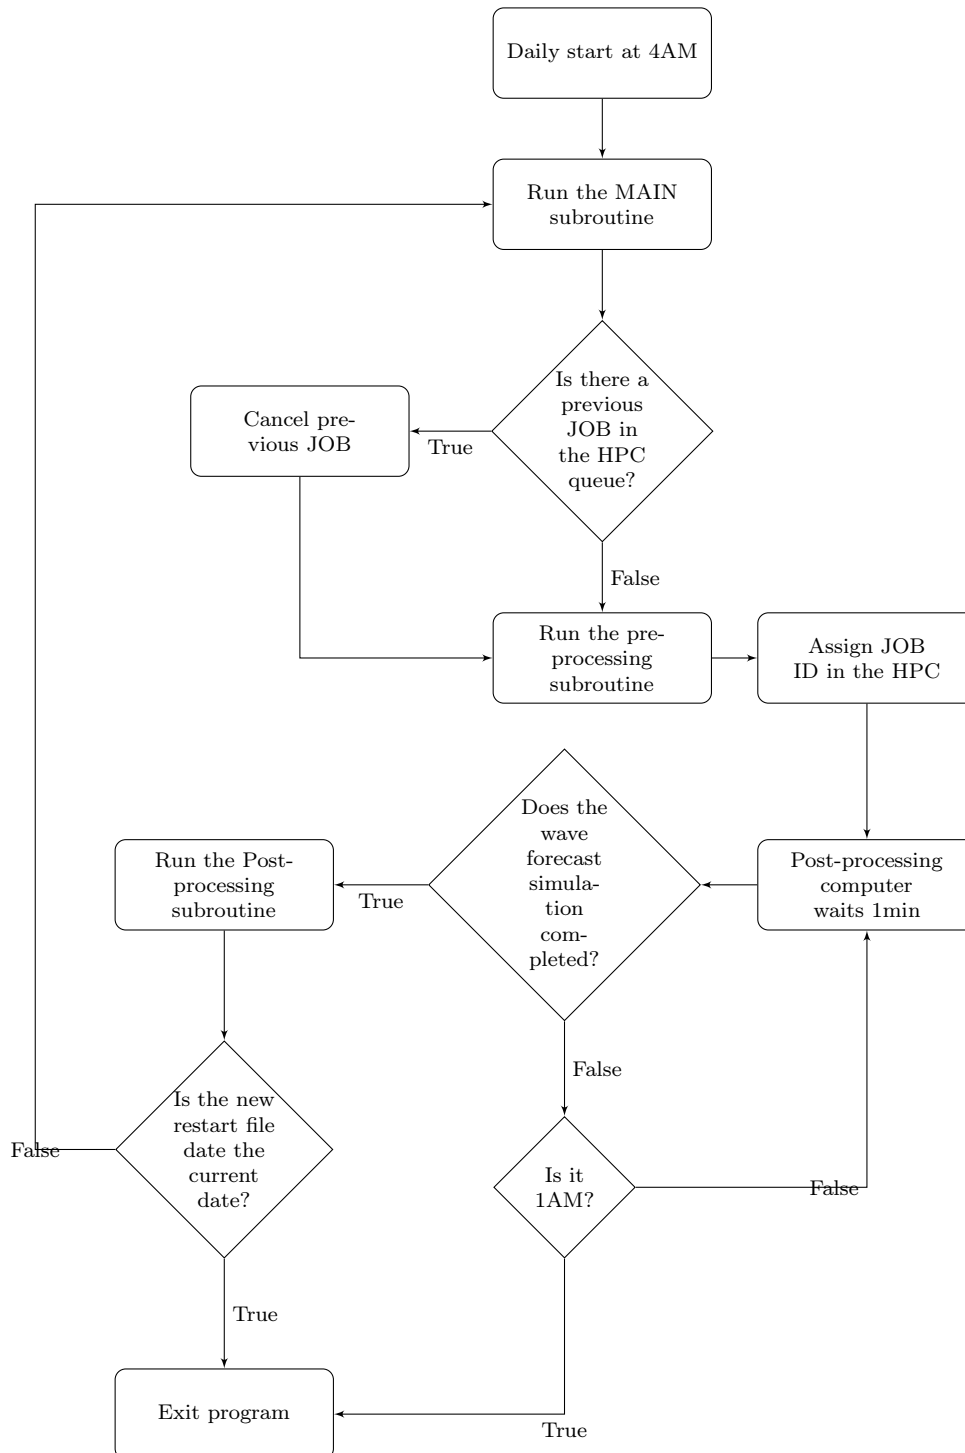 Daily start at 4AM
Run the MAIN
subroutine
Is there a
previous
JOB in
the HPC
queue?
Cancel pre-
vious JOB
True
False
Run the pre-
processing
subroutine
Assign JOB
ID in the HPC
Does the
wave
forecast
simula-
tion
com-
pleted?
Run the Post-
processing
subroutine
Post-processing
computer
waits 1min
True
False
Is the new
restart file
date the
current
date?
False
Is it
1AM?
False
True
Exit program
True